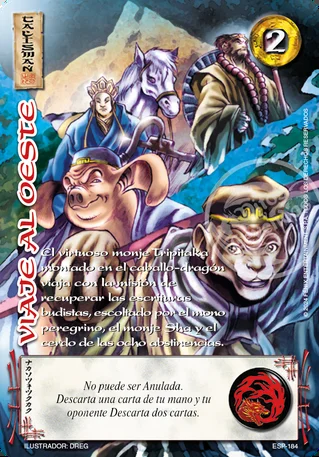 TALISMAN
2
VIAJE AL OESTE
El virtuoso monje Tripitaka
montado en el caballo-dragón
viaja con la misión de
recuperar las escrituras
budistas, escoltado por el mono
peregrino, el monje Sha y el
cerdo de las ocho abstinencias.
No puede ser Anulada.
Descarta una carta de tu mano y tu
oponente Descarta dos cartas.
ILUSTRADOR: DREG
ESP-184